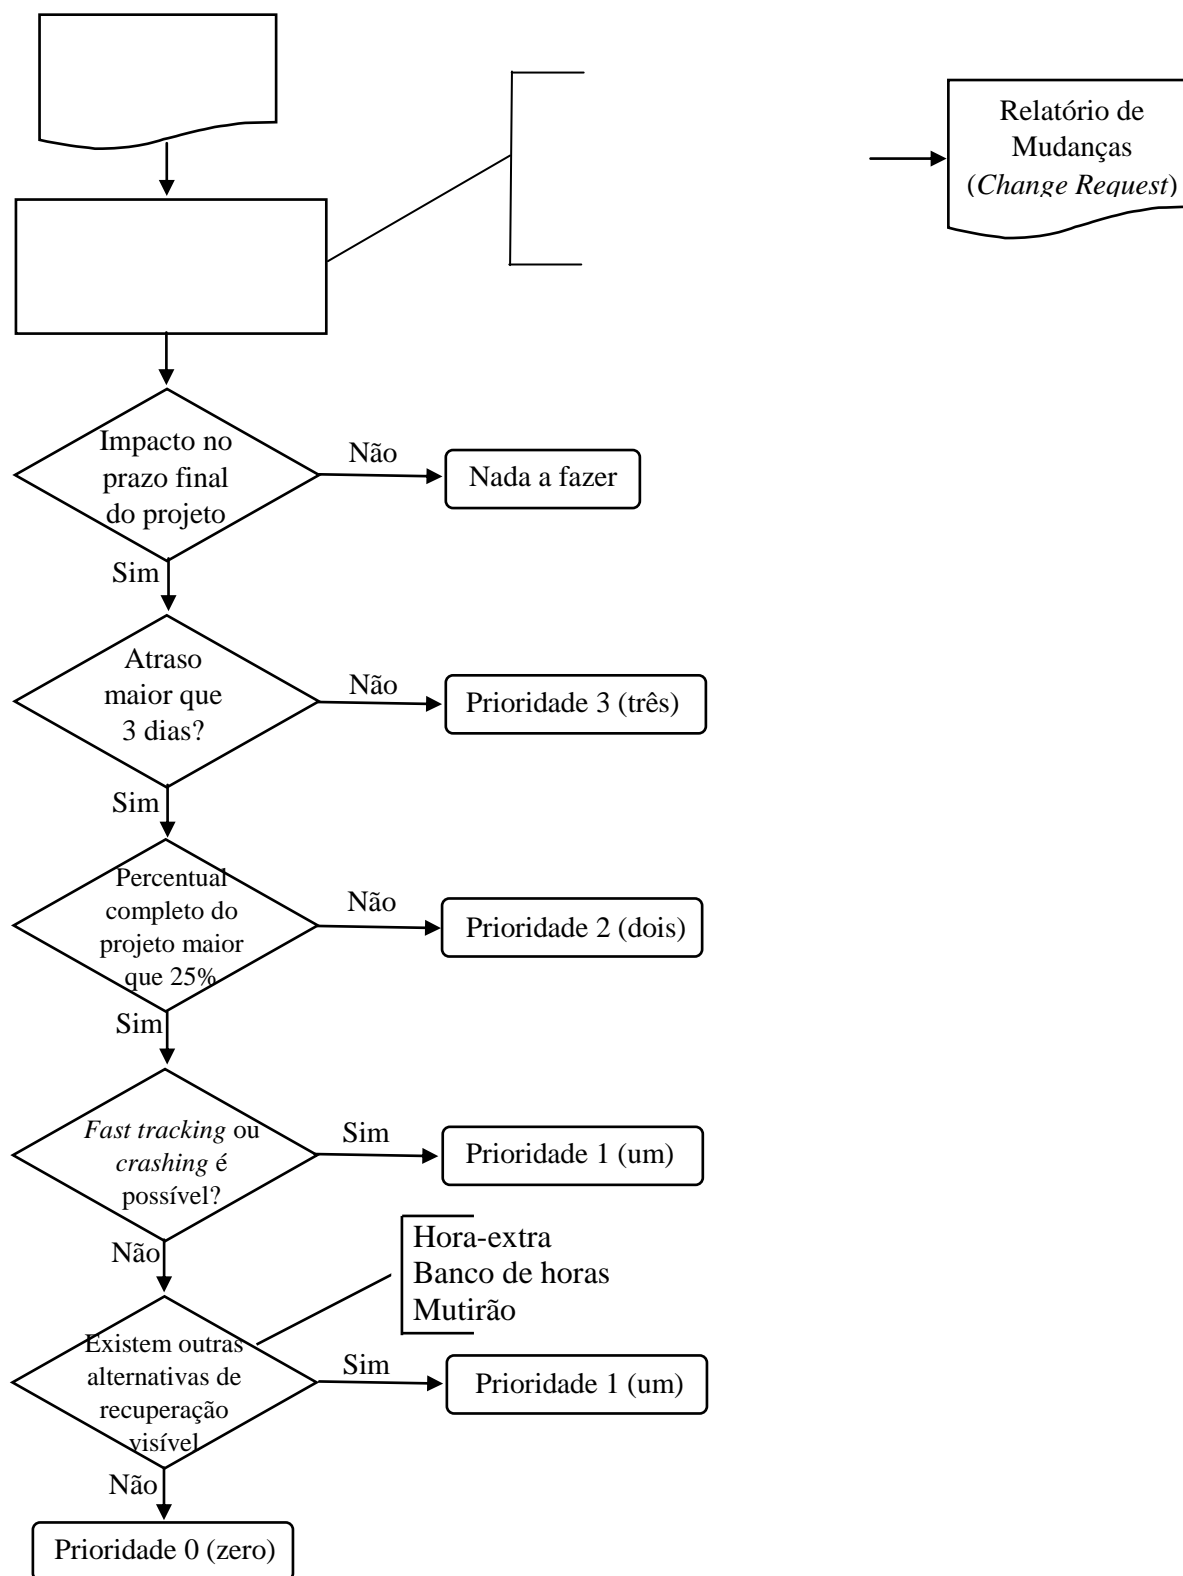 Relatório de
Mudanças
(Change Request)
Impacto no
prazo final
do projeto
Não
Nada a fazer
Sim
Atraso
maior que
3 dias?
Não
Prioridade 3 (três)
Sim
Percentual
completo do
projeto maior
que 25%
Não
Prioridade 2 (dois)
Sim
Fast tracking ou
crashing é
possível?
Sim
Prioridade 1 (um)
Não
Hora-extra
Banco de horas
Mutirão
Existem outras
alternativas de
recuperação
visível
Sim
Prioridade 1 (um)
Não
Prioridade 0 (zero)